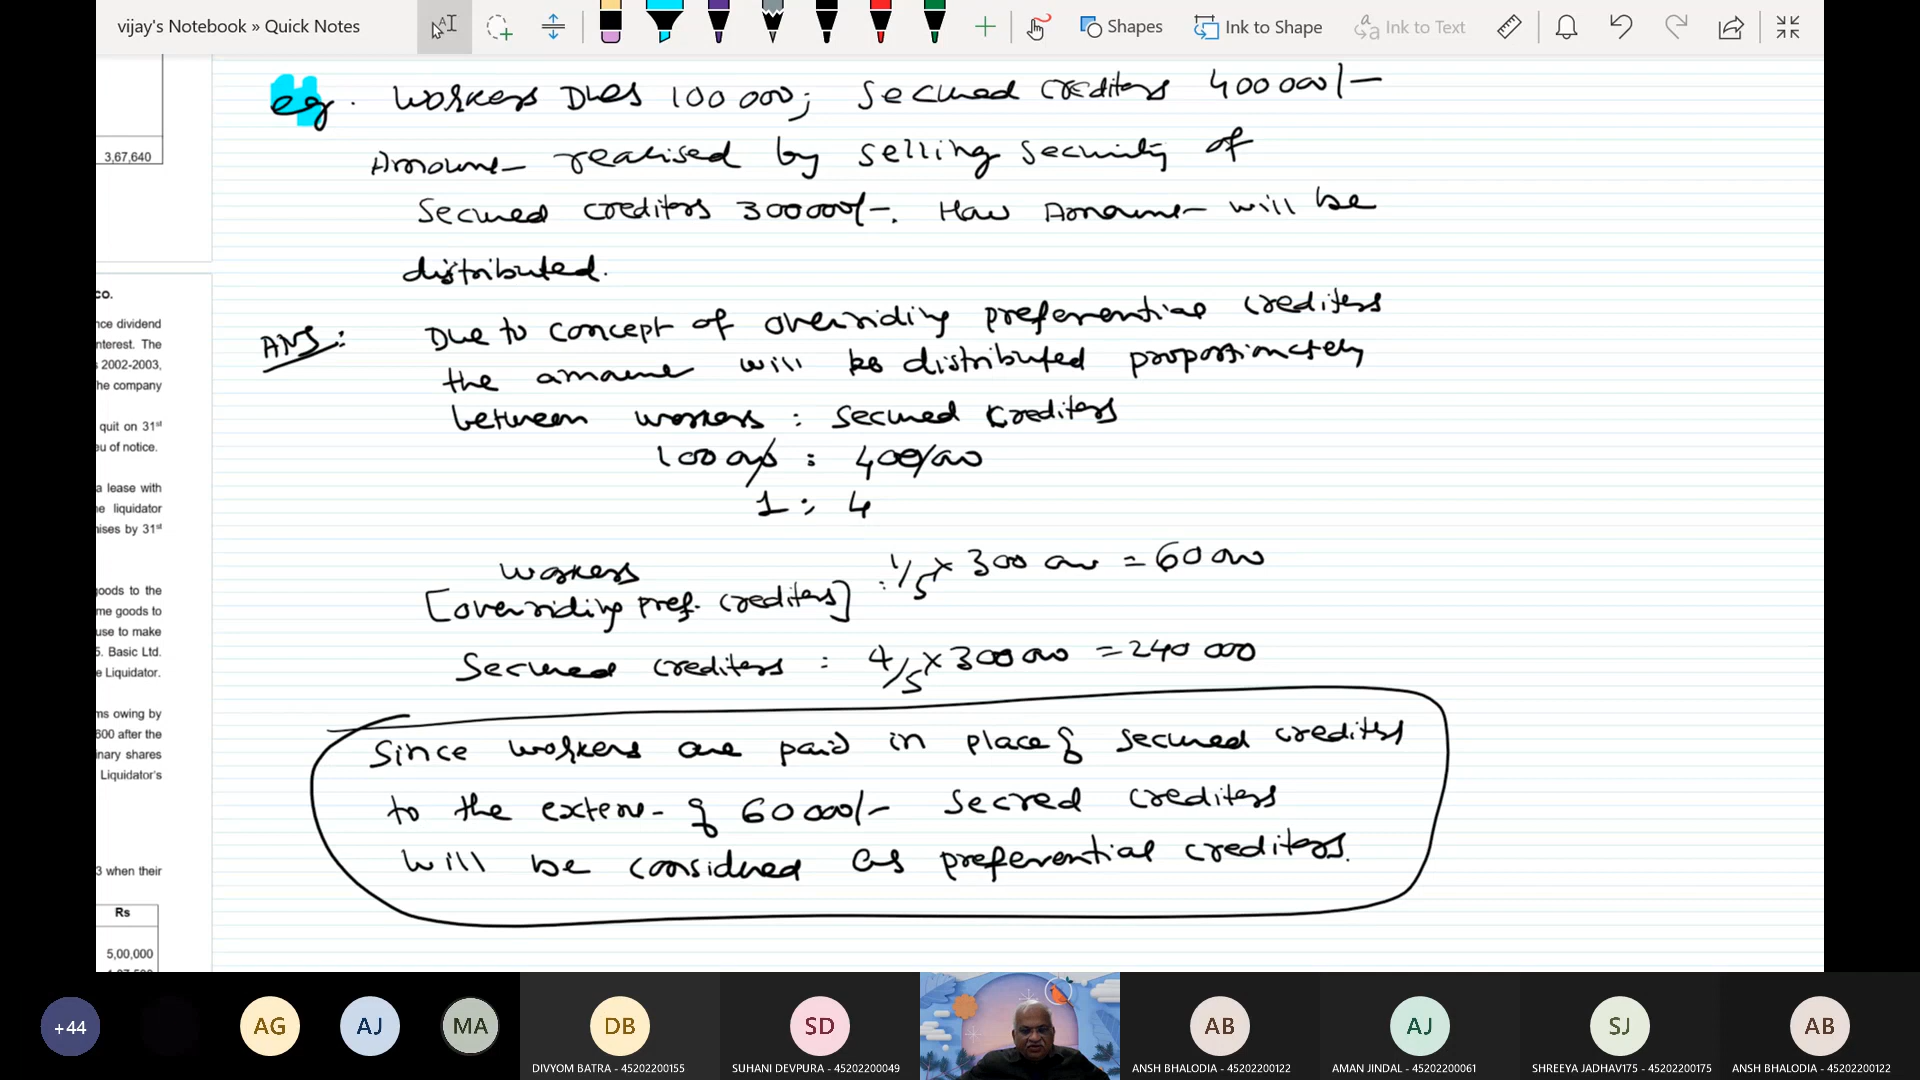 vijay's Notebook » Quick Notes
Shapes
Ink to Shape
Ink to Text
3,67,640
co.
nce dividend
nterest. The
2002-2003,
he company
quit on 31st
eu of notice.
a lease with
e liquidator
nises by 31st
goods to the
me goods to
use to make
5. Basic Ltd.
e Liquidator.
ms owing by
600 after the
nary shares
Liquidator's
3 when their
Rs
5,00,000
eg. Workers Dues 100 000; Secured creditors 400 000/-
Amount realised by selling security of
Secured creditors 300000/-. How Amount will be
distributed.
ANS: Due to concept of overriding preferential creditors
the amount will be distributed proportionately
between workers : secured creditors
100 000 : 400 000
1 : 4
Workers : 1/5 x 300 000 = 60 000
[overriding pref. creditors]
Secured creditors : 4/5 x 300 000 = 240 000
Since workers are paid in place of secured creditors
to the extent of 60 000/- secred creditors
will be considered as preferential creditors.
+44
AG
AJ
MA
DB
SD
AB
AJ
SJ
AB
DIVYOM BATRA - 45202200155
SUHANI DEVPURA - 45202200049
ANSH BHALODIA - 45202200122
AMAN JINDAL - 45202200061
SHREEYA JADHAV175 - 45202200175
ANSH BHALODIA - 45202200122